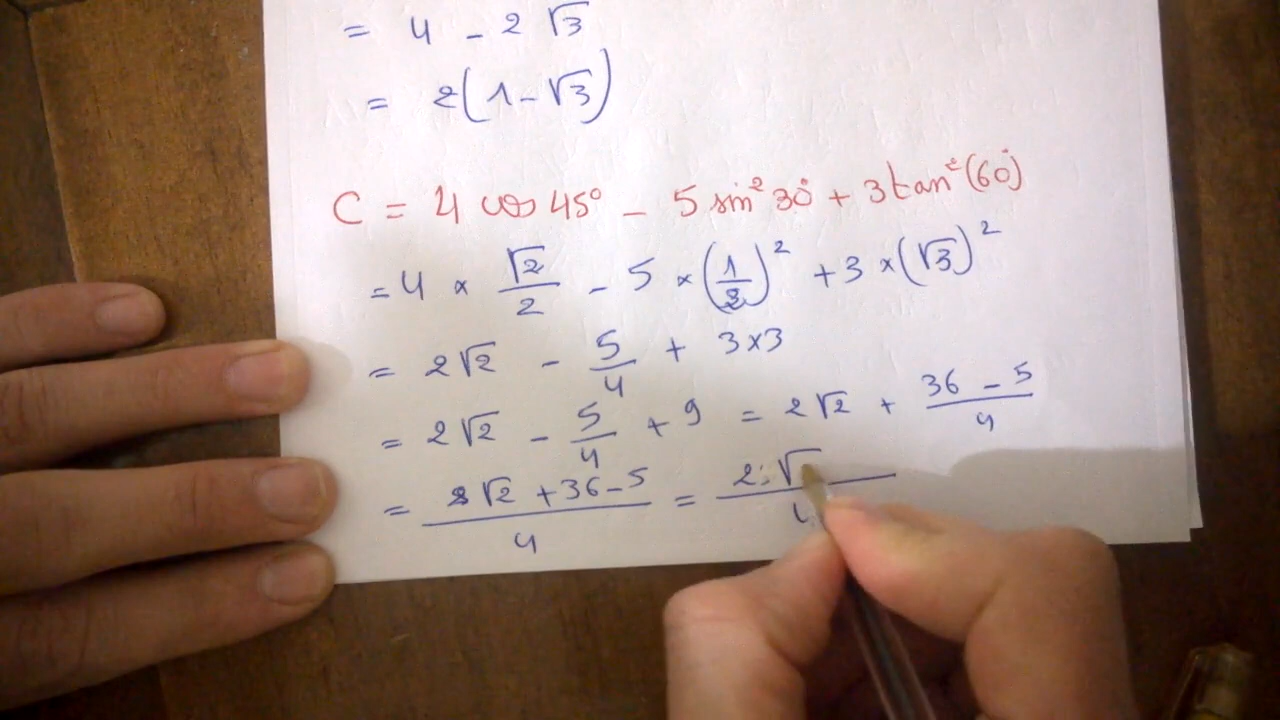 = 4 - 2 √3
= 2(1-√3)
C = 4 cos 45° - 5 sin² 30° + 3 tan² (60°)
= 4 × √2/2 - 5 × (1/2)² + 3 × (√3)²
= 2√2 - 5/4 + 3×3
= 2√2 - 5/4 + 9 = 2√2 + (36 - 5)/4
= (8√2 + 36 - 5)/4 = 2√